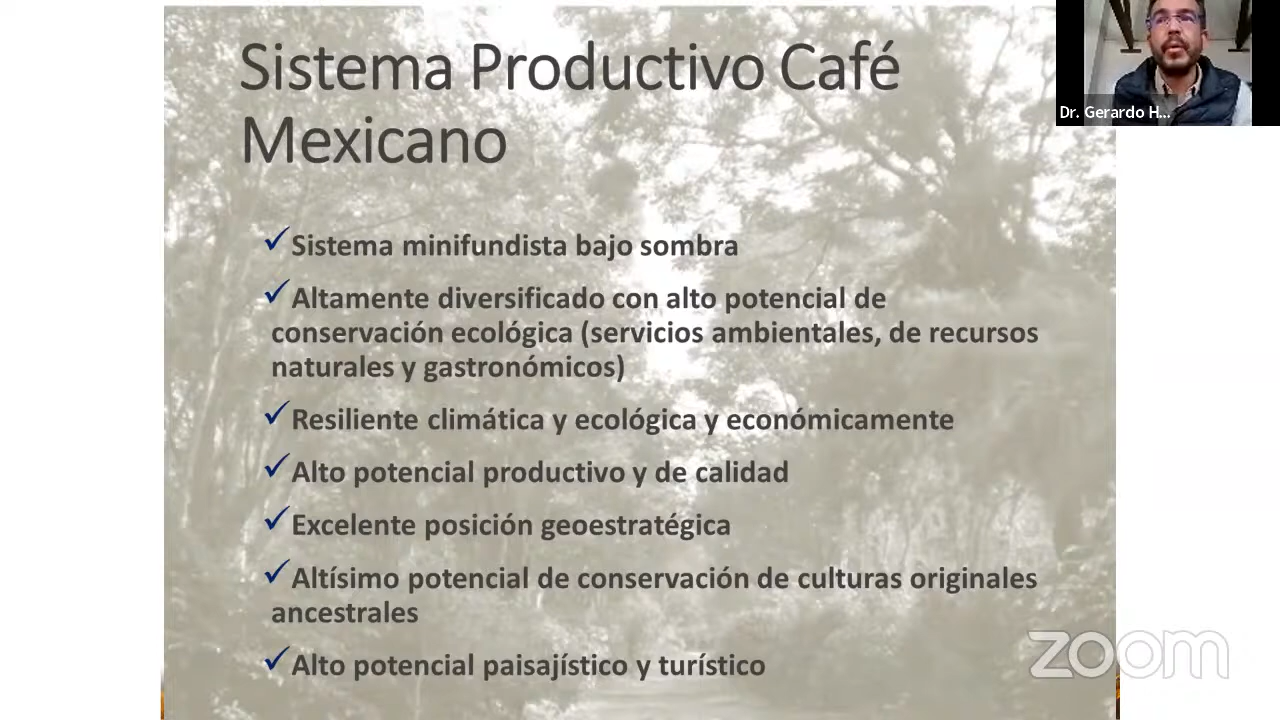 Sistema Productivo Café
Mexicano
✓Sistema minifundista bajo sombra
✓Altamente diversificado con alto potencial de
conservación ecológica (servicios ambientales, de recursos
naturales y gastronómicos)
✓Resiliente climática y ecológica y económicamente
✓Alto potencial productivo y de calidad
✓Excelente posición geoestratégica
✓Altísimo potencial de conservación de culturas originales
ancestrales
✓Alto potencial paisajístico y turístico
Dr. Gerardo H...
zoom